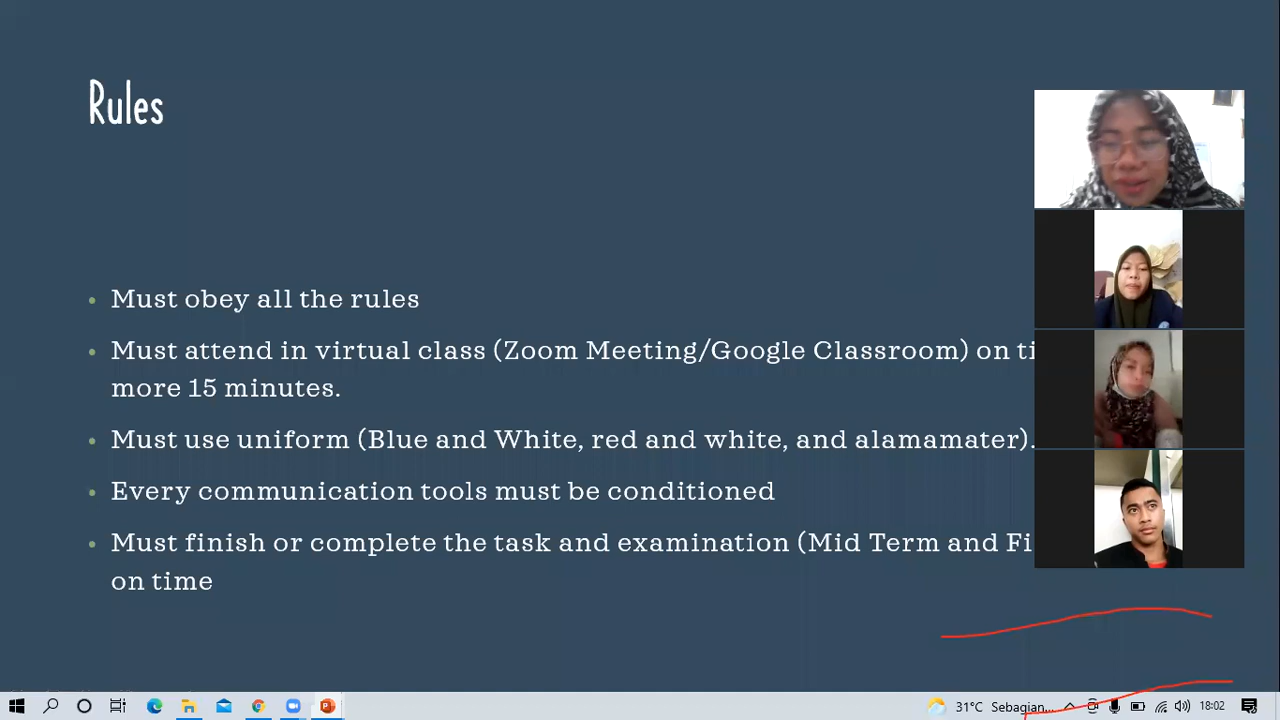 Rules
Must obey all the rules
Must attend in virtual class (Zoom Meeting/Google Classroom) on
more 15 minutes.
Must use uniform (Blue and White, red and white, and alamamater).
Every communication tools must be conditioned
Must finish or complete the task and examination (Mid Term and
on time
31°C Sebagian... 18:02